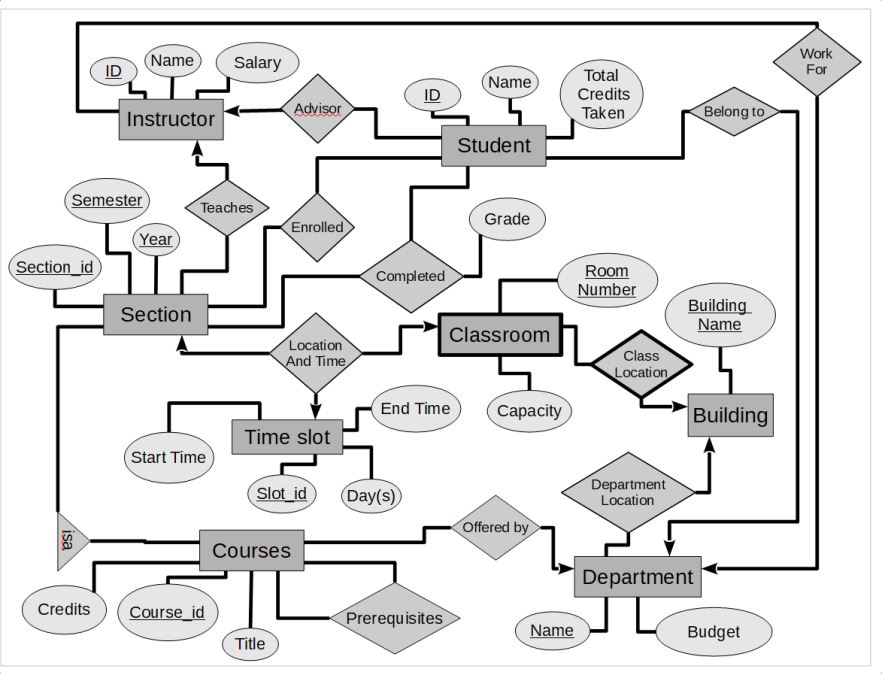 Work
For
ID
Name
Salary
Instructor
Advisor
ID
Name
Total
Credits
Taken
Belong to
Student
Semester
Teaches
Enrolled
Year
Section_id
Grade
Completed
Section
Room
Number
Building
Name
Classroom
Location
And Time
Class
Location
Capacity
Building
End Time
Time slot
Start Time
Slot_id
Day(s)
Department
Location
Offered by
isa
Courses
Department
Credits
Course_id
Title
Prerequisites
Name
Budget